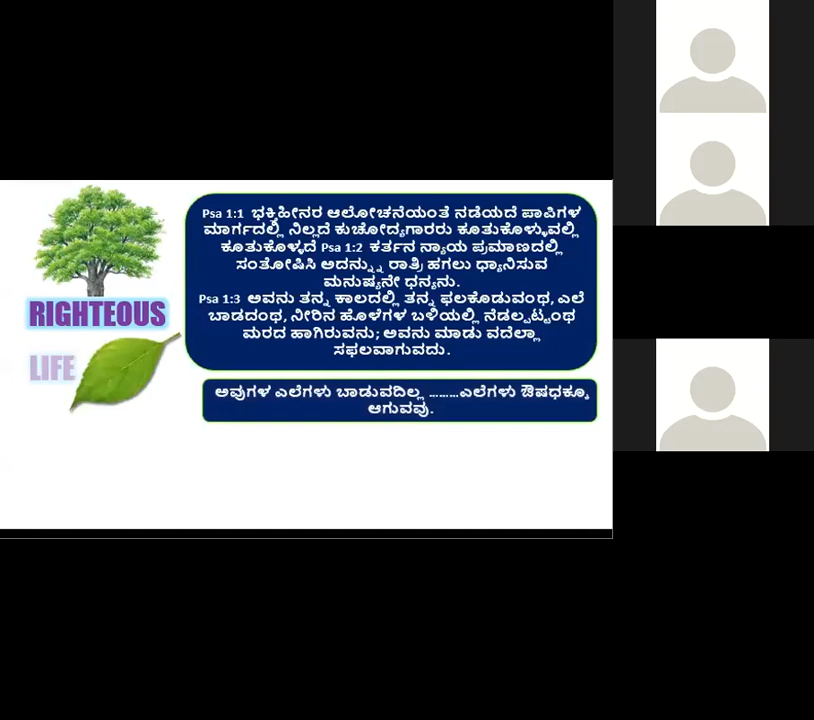 Psa 1:1 ಭಕ್ತಿಹೀನರ ಆಲೋಚನೆಯಂತೆ ನಡೆಯದೆ ಪಾಪಿಗಳ
ಮಾರ್ಗದಲ್ಲಿ ನಿಲ್ಲದೆ ಕುಚೋದ್ಯಗಾರರು ಕೂತುಕೊಳ್ಳುವಲ್ಲಿ
ಕೂತುಕೊಳ್ಳದೆ Psa 1:2 ಕರ್ತನ ನ್ಯಾಯ ಪ್ರಮಾಣದಲ್ಲಿ
ಸಂತೋಷಿಸಿ ಅದನ್ನು ರಾತ್ರಿ ಹಗಲು ಧ್ಯಾನಿಸುವ
ಮನುಷ್ಯನೇ ಧನ್ಯನು.
Psa 1:3 ಅವನು ತನ್ನ ಕಾಲದಲ್ಲಿ ತನ್ನ ಫಲಕೊಡುವಂಥ, ಎಲೆ
ಬಾಡದಂಥ, ನೀರಿನ ಹೊಳೆಗಳ ಬಳಿಯಲ್ಲಿ ನೆಡಲ್ಪಟ್ಟಂಥ
ಮರದ ಹಾಗಿರುವನು; ಅವನು ಮಾಡು ವದೆಲ್ಲಾ
ಸಫಲವಾಗುವದು.
RIGHTEOUS
LIFE
ಅವುಗಳ ಎಲೆಗಳು ಬಾಡುವದಿಲ್ಲ .........ಎಲೆಗಳು ಔಷಧಕ್ಕೂ
ಆಗುವವು.